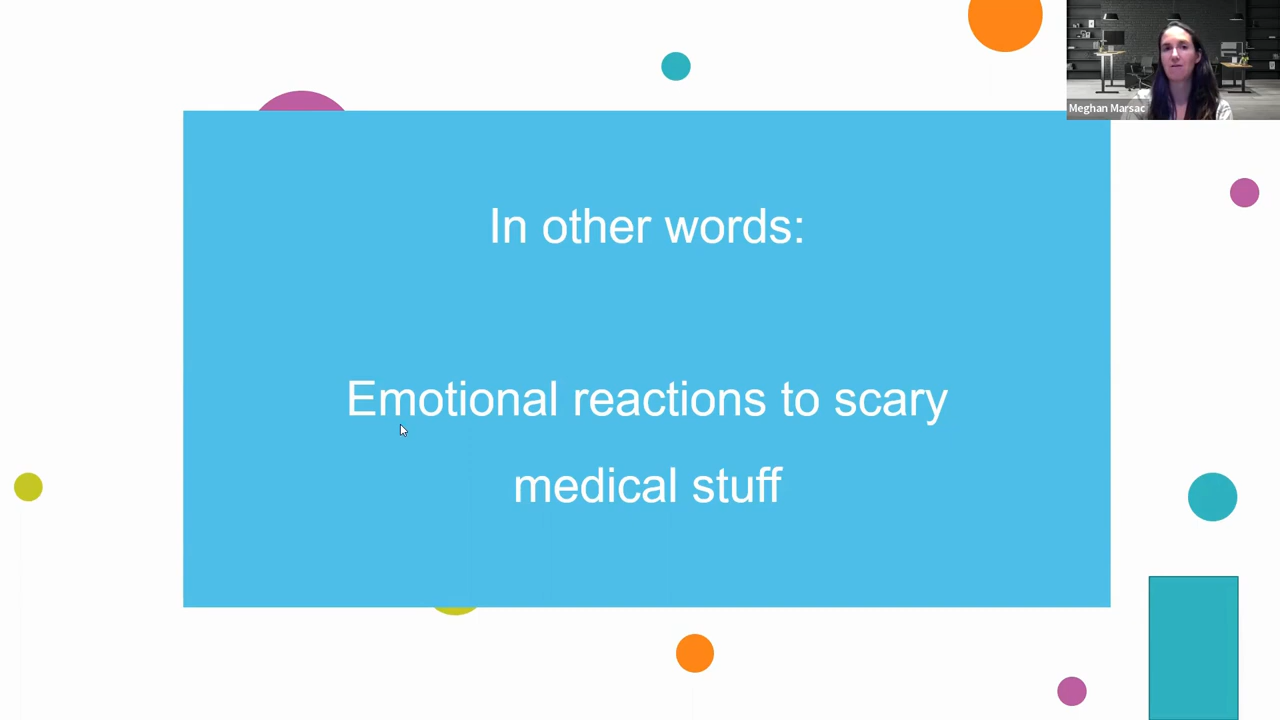 Meghan Marsac
In other words:
Emotional reactions to scary
medical stuff